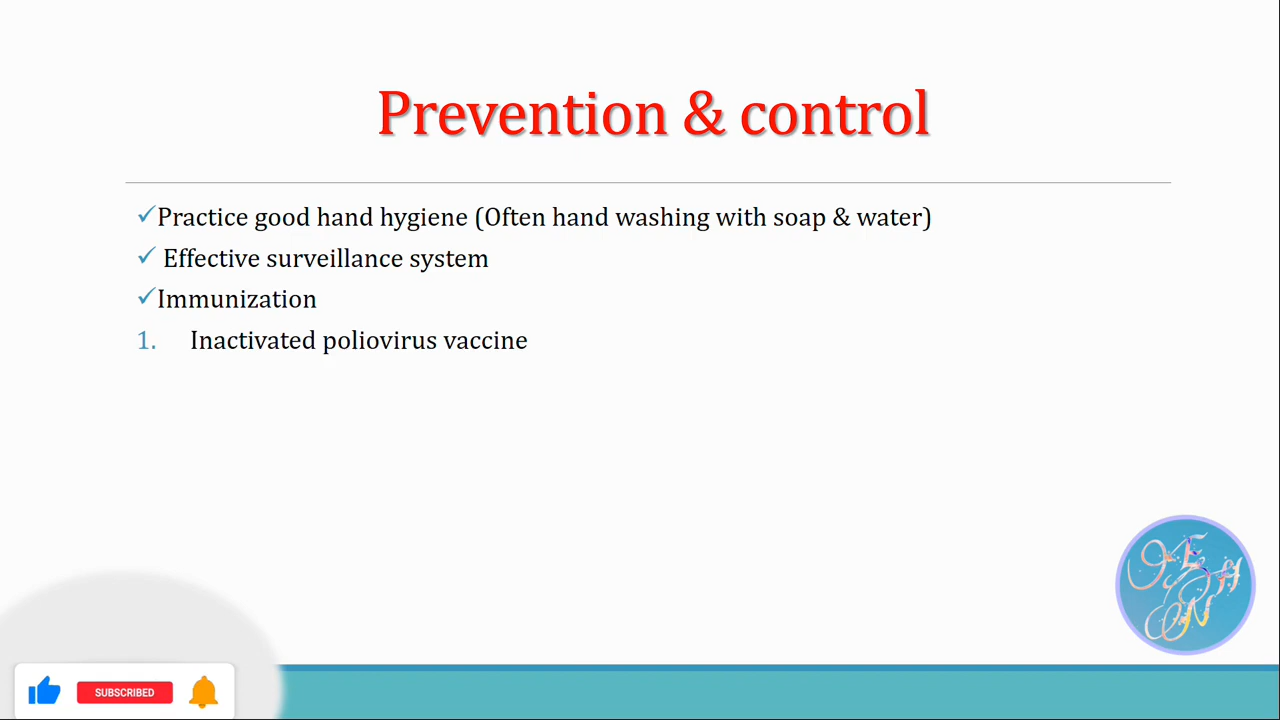 Prevention & control
✓Practice good hand hygiene (Often hand washing with soap & water)
✓ Effective surveillance system
✓Immunization
1. Inactivated poliovirus vaccine
SUBSCRIBED